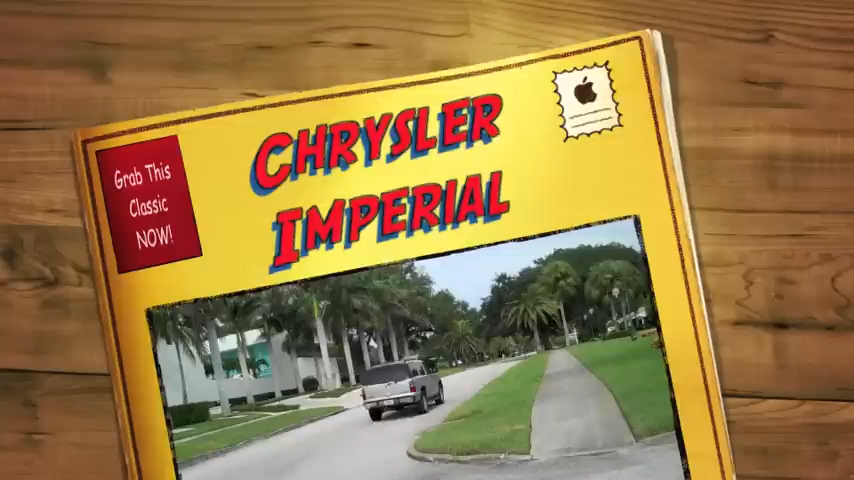 Grab This
Classic
NOW!
CHRYSLER
IMPERIAL